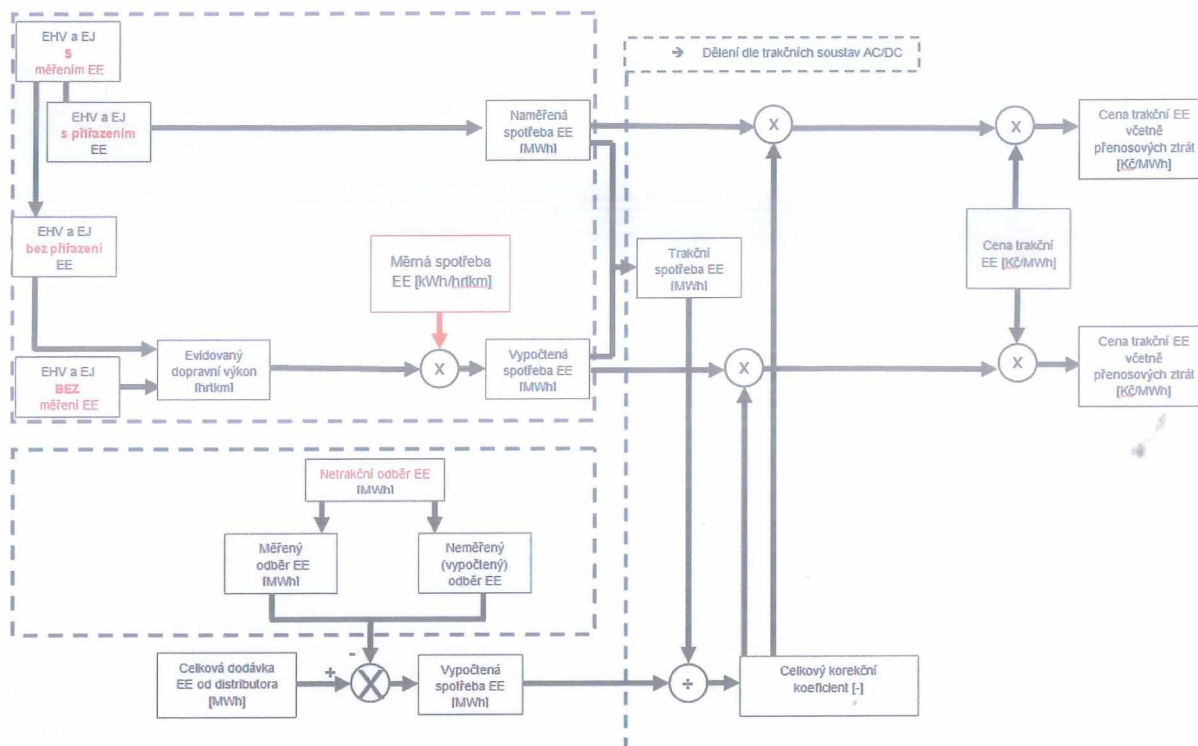 EHV a EJ
S
měřením EE
EHV a EJ
s přiřazením
EE
EHV a EJ
bez přiřazení
EE
EHV a EJ
BEZ
měření EE
Evidovaný
dopravní výkon
[hrtkm]
Měrná spotřeba
EE [kWh/hrtkm]
X
Naměřená
spotřeba EE
[MWh]
Vypočtená
spotřeba EE
[MWh]
→ Dělení dle trakčních soustav AC/DC
Trakční
spotřeba EE
[MWh]
X
X
X
X
Cena trakční
EE [Kč/MWh]
Cena trakční EE
včetně
přenosových ztrát
[Kč/MWh]
Cena trakční EE
včetně
přenosových ztrát
[Kč/MWh]
Netrakční odběr EE
[MWh]
Měřený
odběr EE
[MWh]
Neměřený
(vypočtený)
odběr EE
Celková dodávka
EE od distributora
[MWh]
+
-
X
Vypočtená
spotřeba EE
[MWh]
÷
Celkový korekční
koeficient [-]